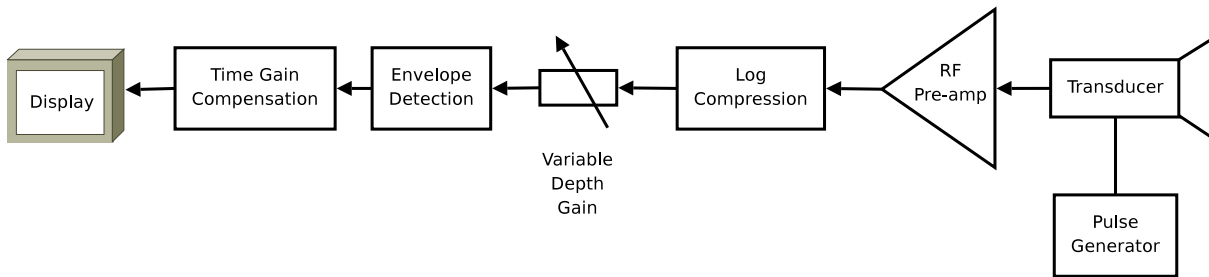 Display
Time Gain
Compensation
Envelope
Detection
Variable
Depth
Gain
Log
Compression
RF
Pre-amp
Transducer
Pulse
Generator